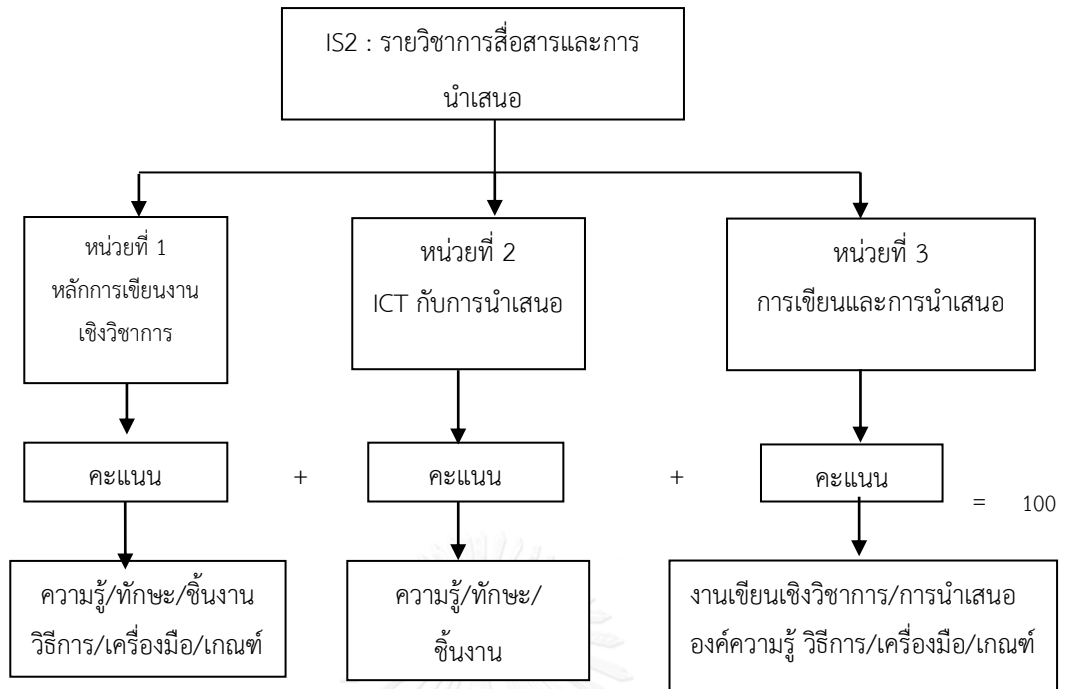 IS2 : รายวิชาการสื่อสารและการ
นำเสนอ
หน่วยที่ 1
หลักการเขียนงาน
เชิงวิชาการ
หน่วยที่ 2
ICT กับการนำเสนอ
หน่วยที่ 3
การเขียนและการนำเสนอ
คะแนน
+
คะแนน
+
คะแนน
= 100
ความรู้/ทักษะ/ชิ้นงาน
วิธีการ/เครื่องมือ/เกณฑ์
ความรู้/ทักษะ/
ชิ้นงาน
งานเขียนเชิงวิชาการ/การนำเสนอ
องค์ความรู้ วิธีการ/เครื่องมือ/เกณฑ์